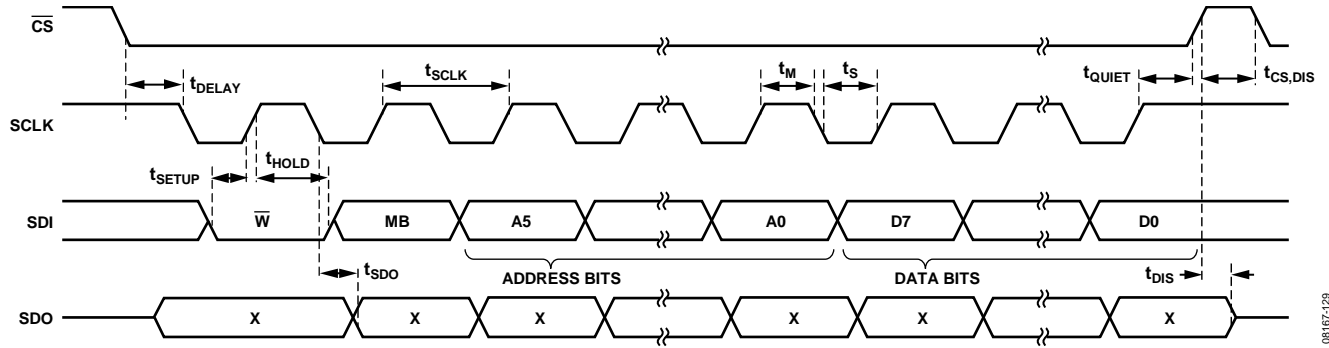 CS
tDELAY
tSCLK
tM
tS
tQUIET
tCS,DIS
SCLK
tSETUP
tHOLD
SDI
W
MB
A5
A0
D7
D0
tSDO
ADDRESS BITS
DATA BITS
tDIS
SDO
X
X
X
X
X
X
08167-129